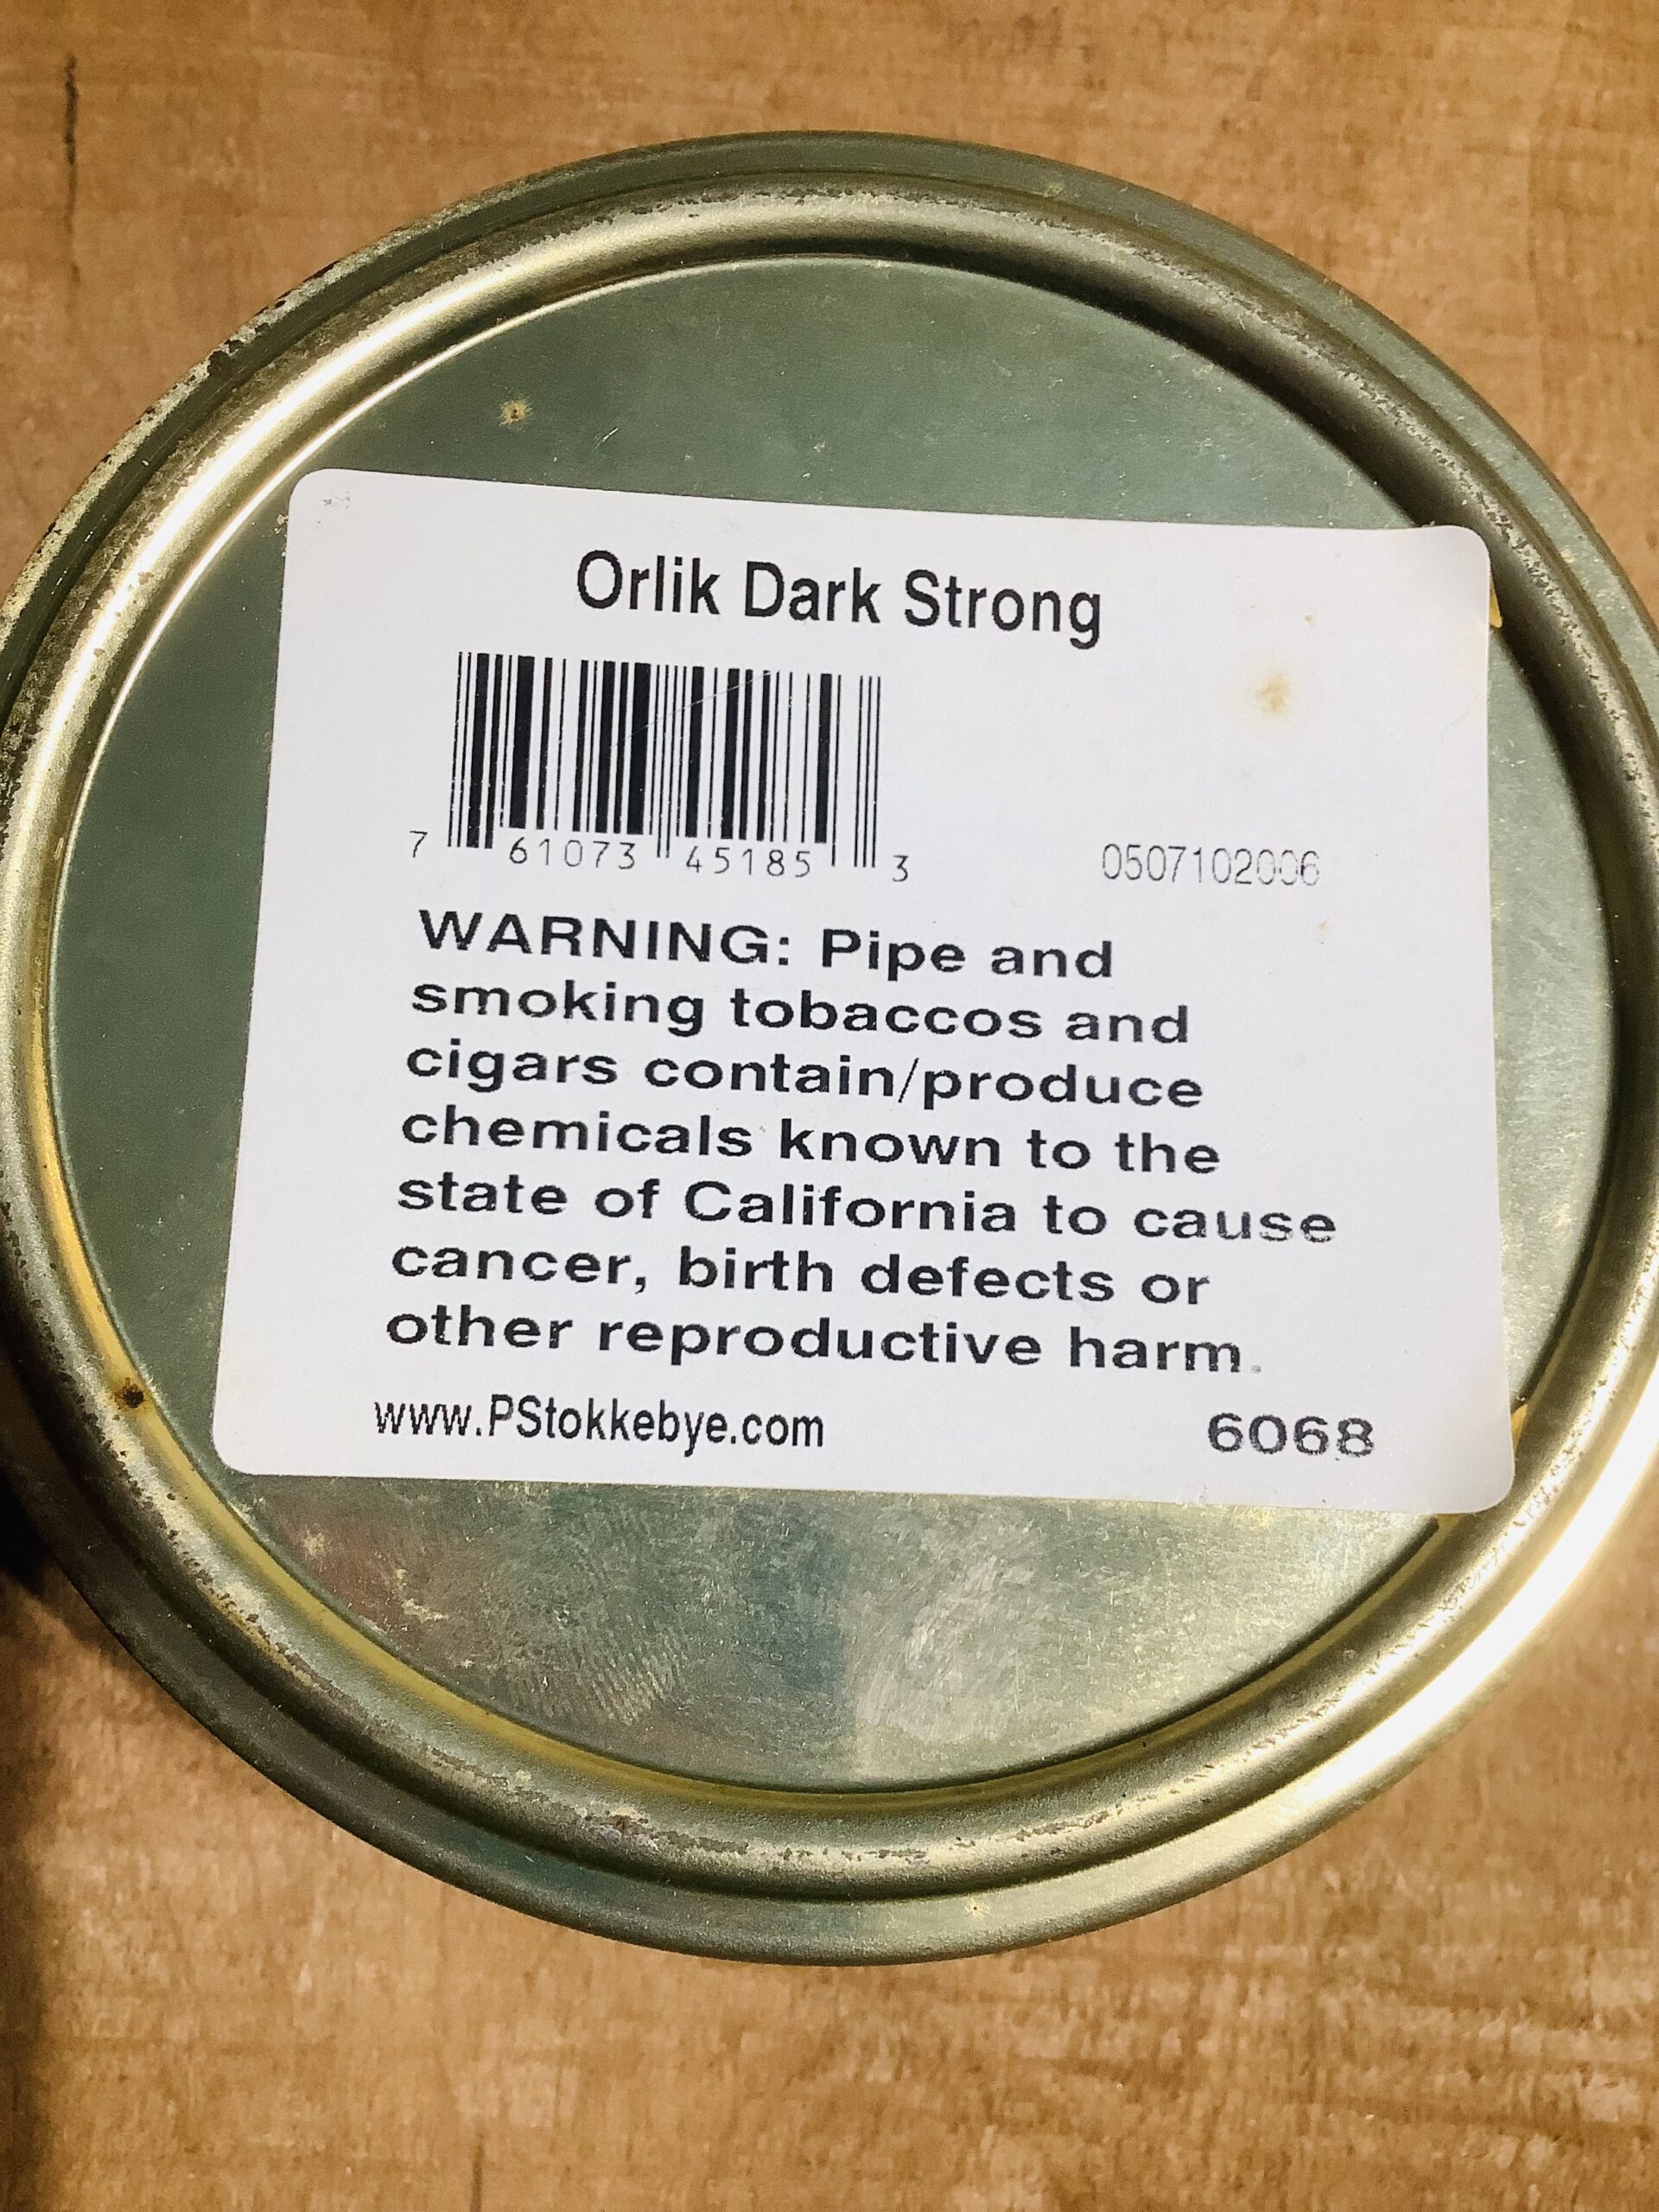 Orlik Dark Strong
7 61073 45185 3
0507102006
WARNING: Pipe and
smoking tobaccos and
cigars contain/produce
chemicals known to the
state of California to cause
cancer, birth defects or
other reproductive harm.
www.PStokkebye.com
6068